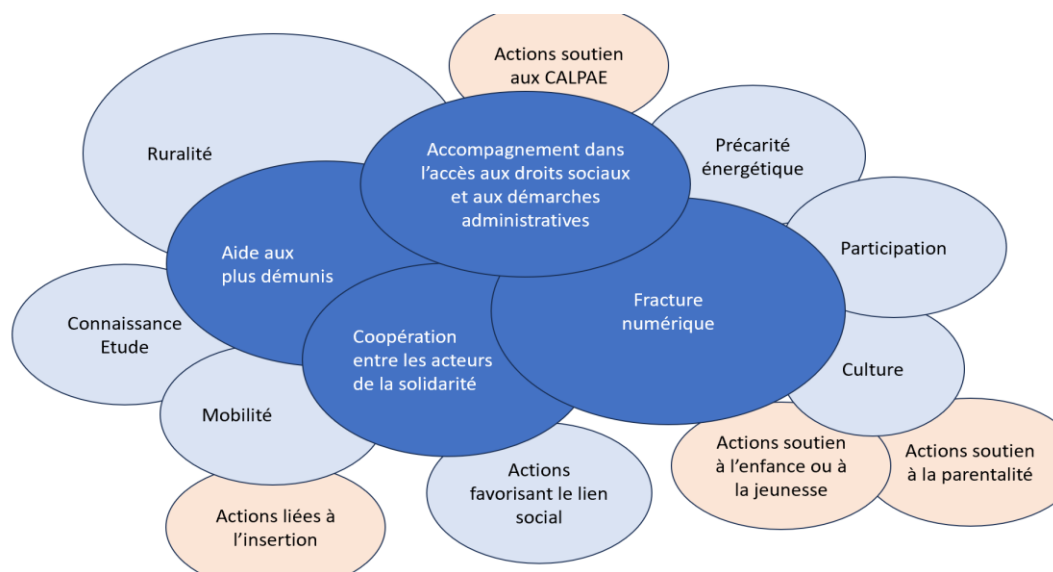 Actions soutien
aux CALPAE
Ruralité
Accompagnement dans
l'accès aux droits sociaux
et aux démarches
administratives
Précarité
énergétique
Aide aux
plus démunis
Participation
Fracture
numérique
Connaissance
Etude
Coopération
entre les acteurs
de la solidarité
Culture
Mobilité
Actions
favorisant le lien
social
Actions soutien
à l'enfance ou à
la jeunesse
Actions soutien
à la parentalité
Actions liées à
l'insertion